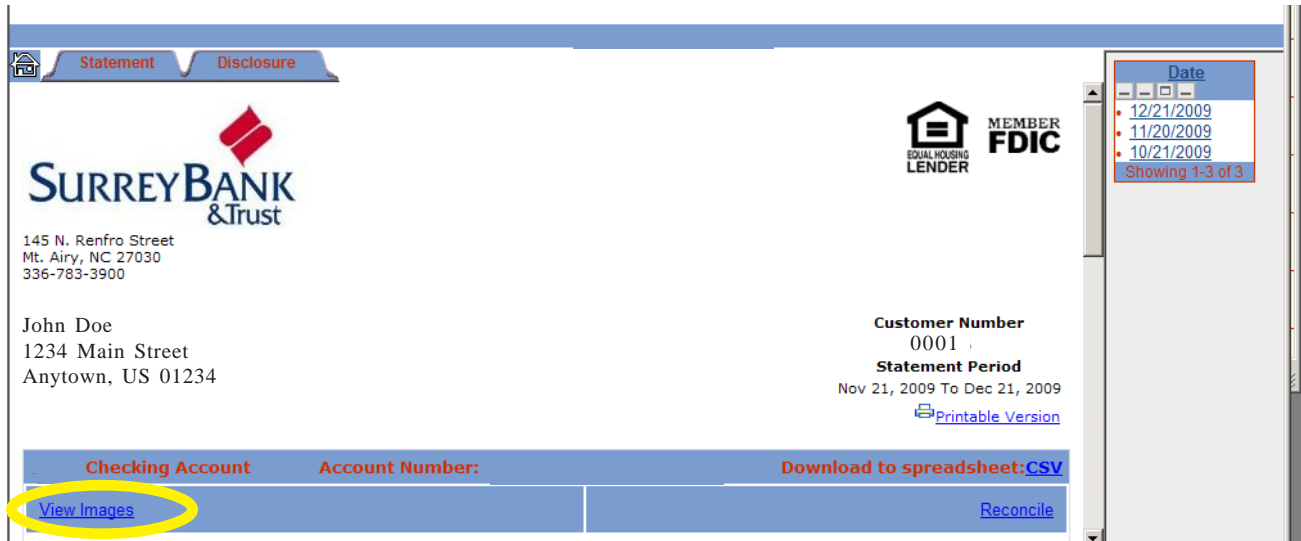 Statement Disclosure
SURREY BANK
&Trust
145 N. Renfro Street
Mt. Airy, NC 27030
336-783-3900
EQUAL HOUSING
LENDER
MEMBER
FDIC
John Doe
1234 Main Street
Anytown, US 01234
Customer Number
0001
Statement Period
Nov 21, 2009 To Dec 21, 2009
Printable Version
Checking Account Account Number: Download to spreadsheet:CSV
View Images Reconcile
Date
12/21/2009
11/20/2009
10/21/2009
Showing 1-3 of 3